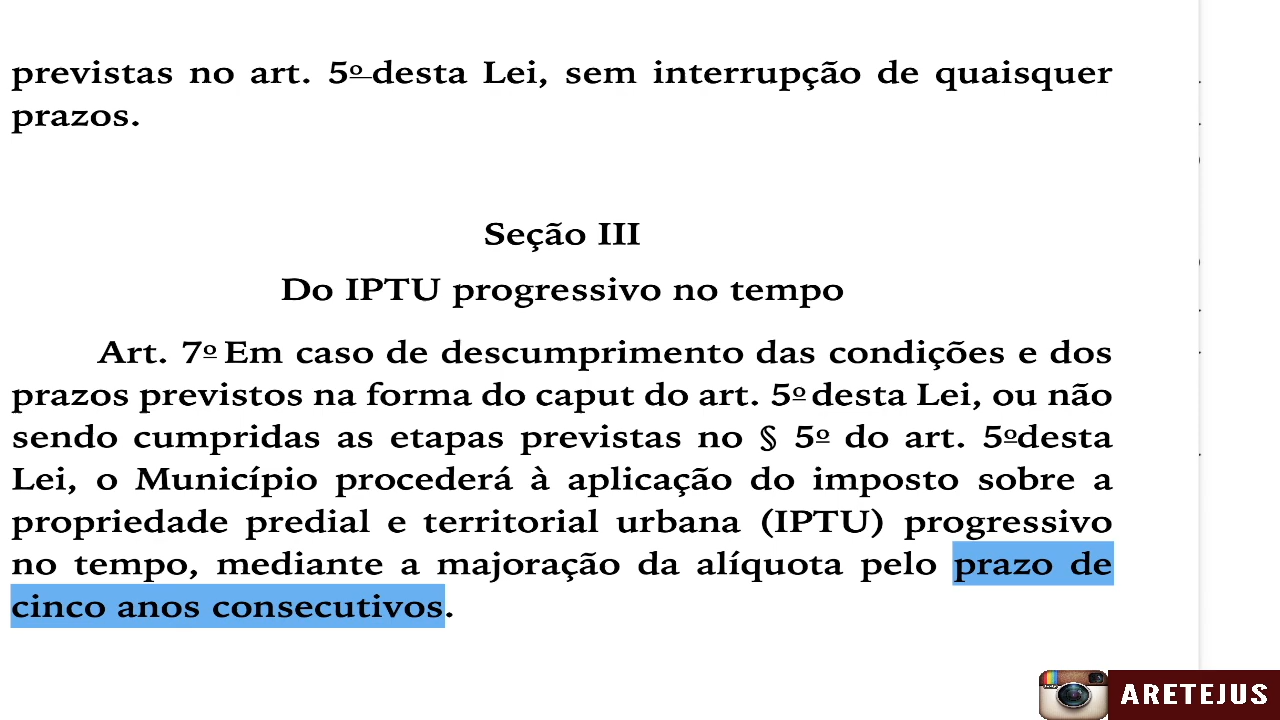 previstas no art. 5º desta Lei, sem interrupção de quaisquer
prazos.
Seção III
Do IPTU progressivo no tempo
Art. 7º Em caso de descumprimento das condições e dos
prazos previstos na forma do caput do art. 5º desta Lei, ou não
sendo cumpridas as etapas previstas no § 5º do art. 5ºdesta
Lei, o Município procederá à aplicação do imposto sobre a
propriedade predial e territorial urbana (IPTU) progressivo
no tempo, mediante a majoração da alíquota pelo prazo de
cinco anos consecutivos.
ARETEJUS